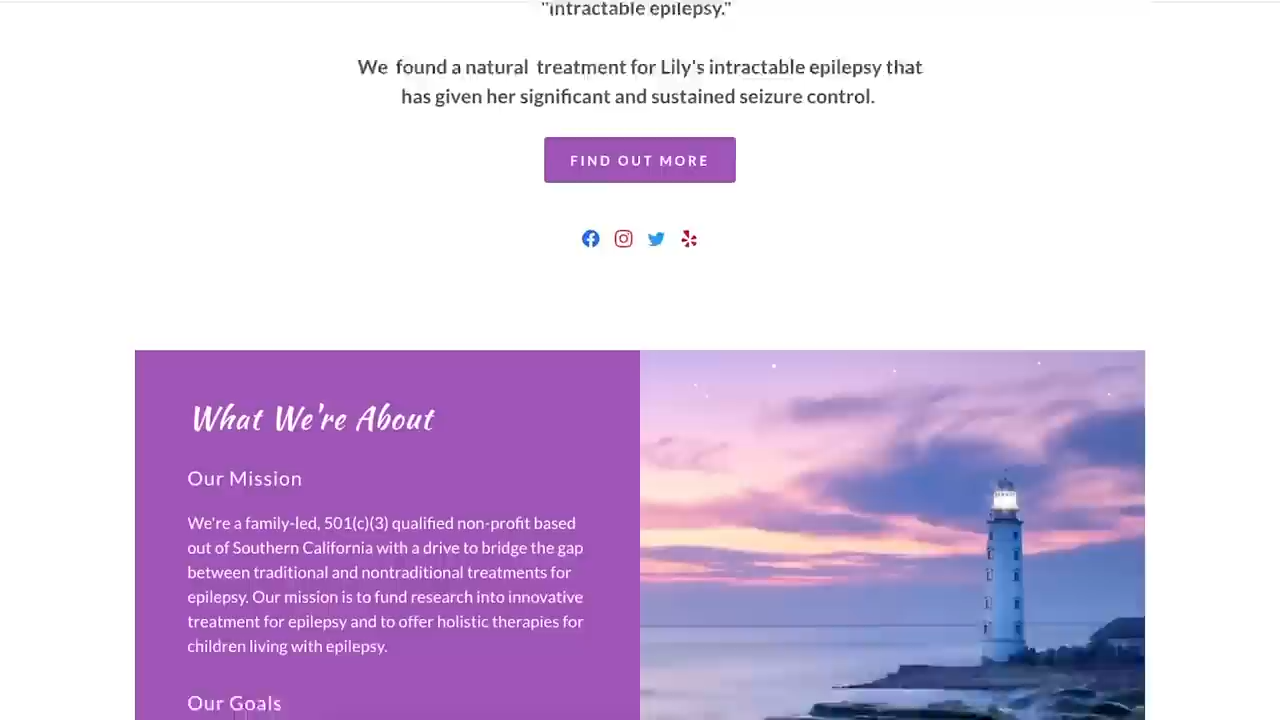 "intractable epilepsy."
We found a natural treatment for Lily's intractable epilepsy that
has given her significant and sustained seizure control.
FIND OUT MORE
What We're About
Our Mission
We're a family-led, 501(c)(3) qualified non-profit based
out of Southern California with a drive to bridge the gap
between traditional and nontraditional treatments for
epilepsy. Our mission is to fund research into innovative
treatment for epilepsy and to offer holistic therapies for
children living with epilepsy.
Our Goals